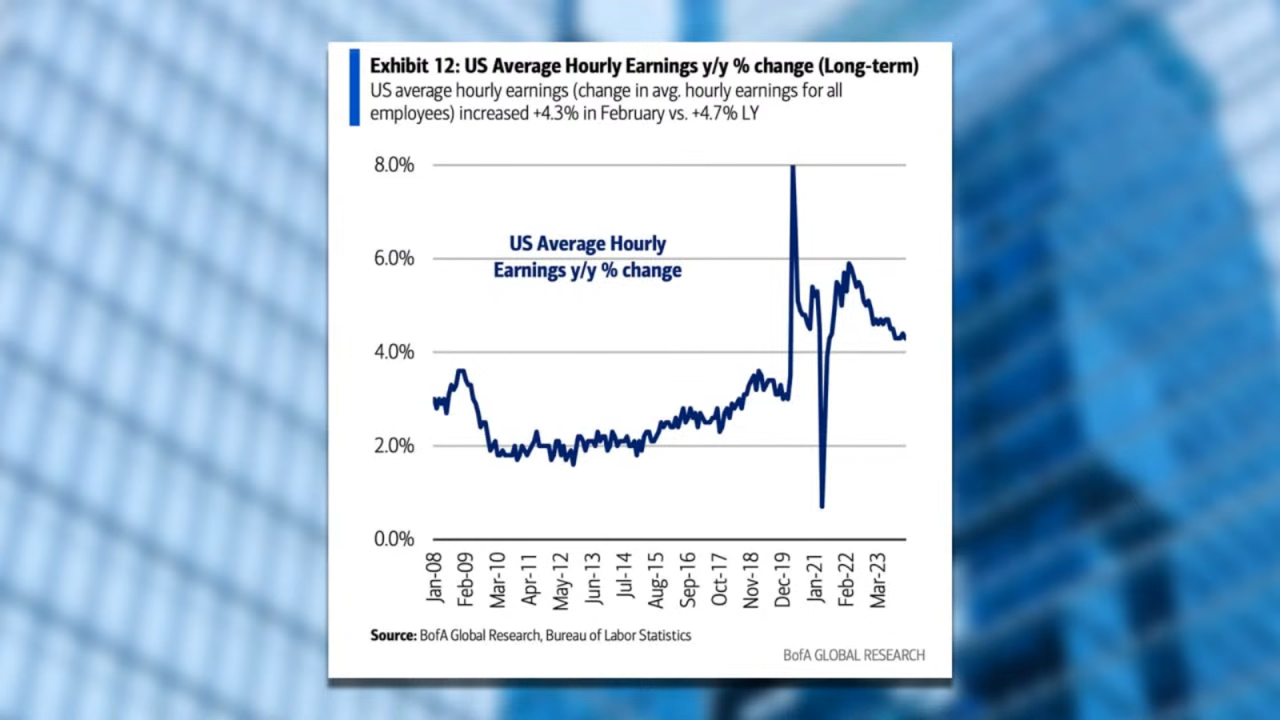 Exhibit 12: US Average Hourly Earnings y/y % change (Long-term)
US average hourly earnings (change in avg. hourly earnings for all
employees) increased +4.3% in February vs. +4.7% LY
8.0%
6.0%
4.0%
2.0%
0.0%
US Average Hourly
Earnings y/y % change
Jan-08
Feb-09
Mar-10
Apr-11
May-12
Jun-13
Jul-14
Aug-15
Sep-16
Oct-17
Nov-18
Dec-19
Jan-21
Feb-22
Mar-23
Source: BofA Global Research, Bureau of Labor Statistics
BofA GLOBAL RESEARCH